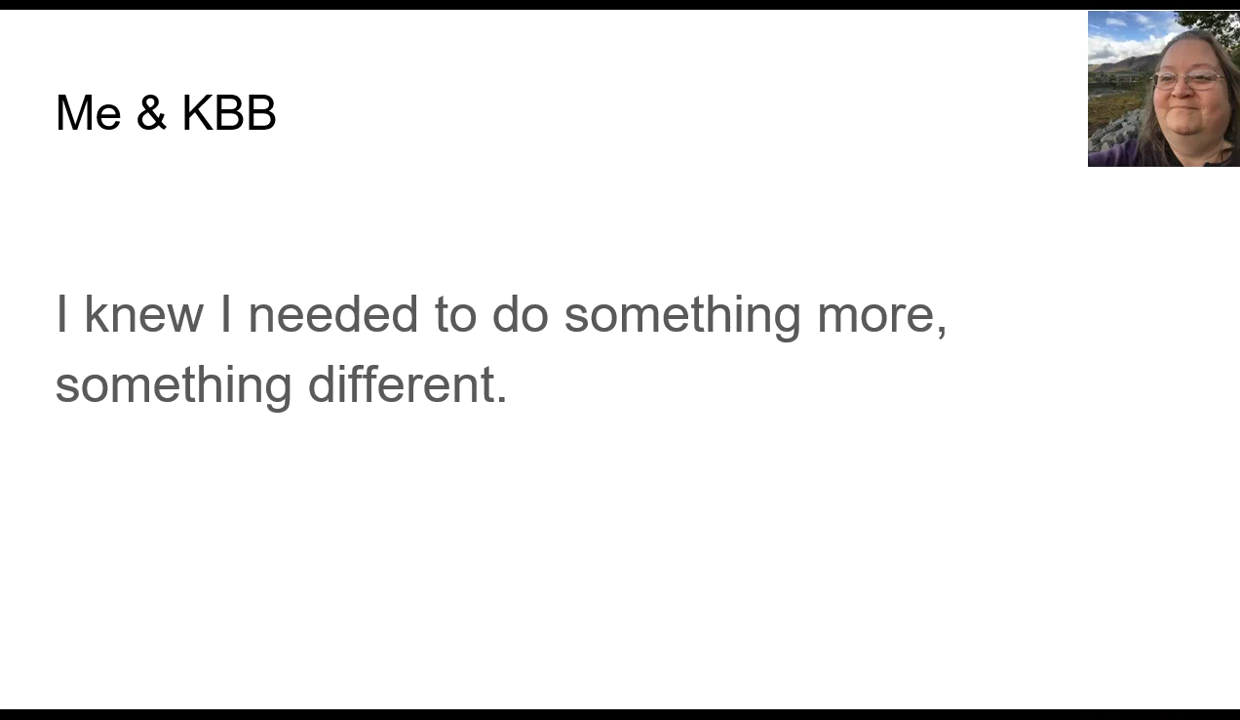 Me & KBB
I knew I needed to do something more,
something different.